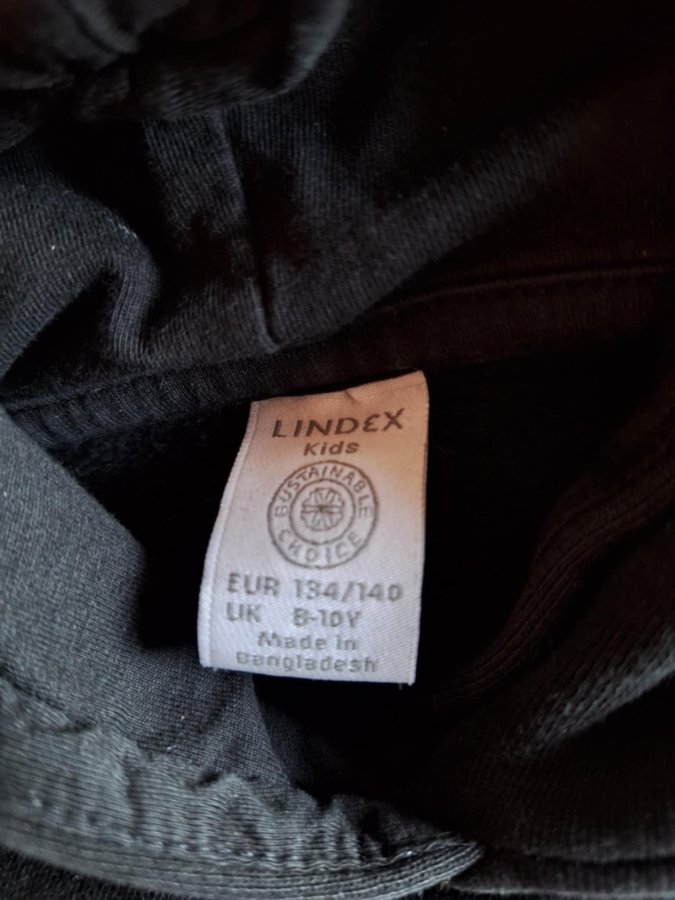 LINDEX
Kids
SUSTAINABLE
CHOICE
EUR 134/140
UK 8-10Y
Made in
Bangladesh